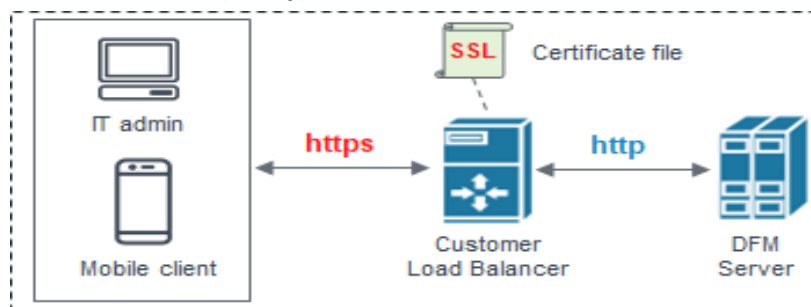 SSL
Certificate file
IT admin
https
http
Mobile client
Customer
Load Balancer
DFM
Server